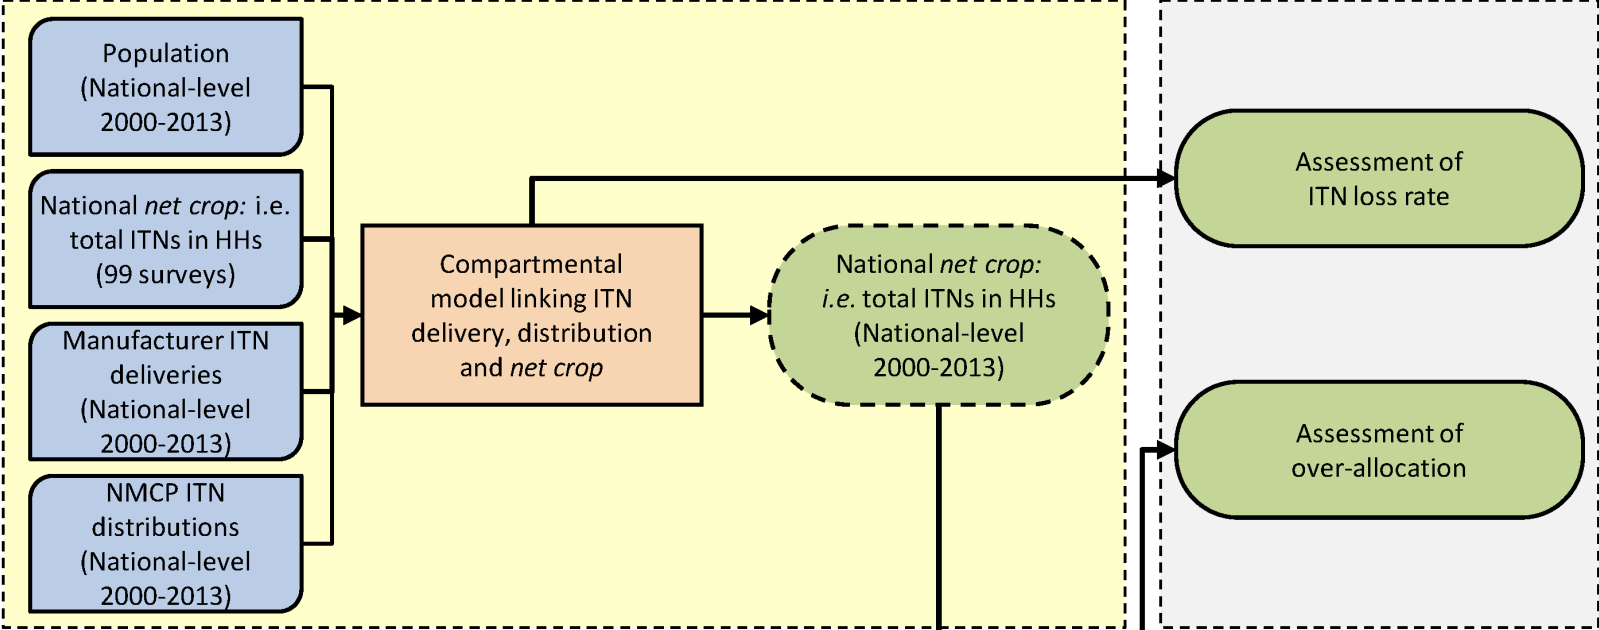 Population
(National-level
2000-2013)
National net crop: i.e.
total ITNs in HHs
(99 surveys)
Manufacturer ITN
deliveries
(National-level
2000-2013)
NMCP ITN
distributions
(National-level
2000-2013)
Compartmental
model linking ITN
delivery, distribution
and net crop
National net crop:
i.e. total ITNs in HHs
(National-level
2000-2013)
Assessment of
ITN loss rate
Assessment of
over-allocation